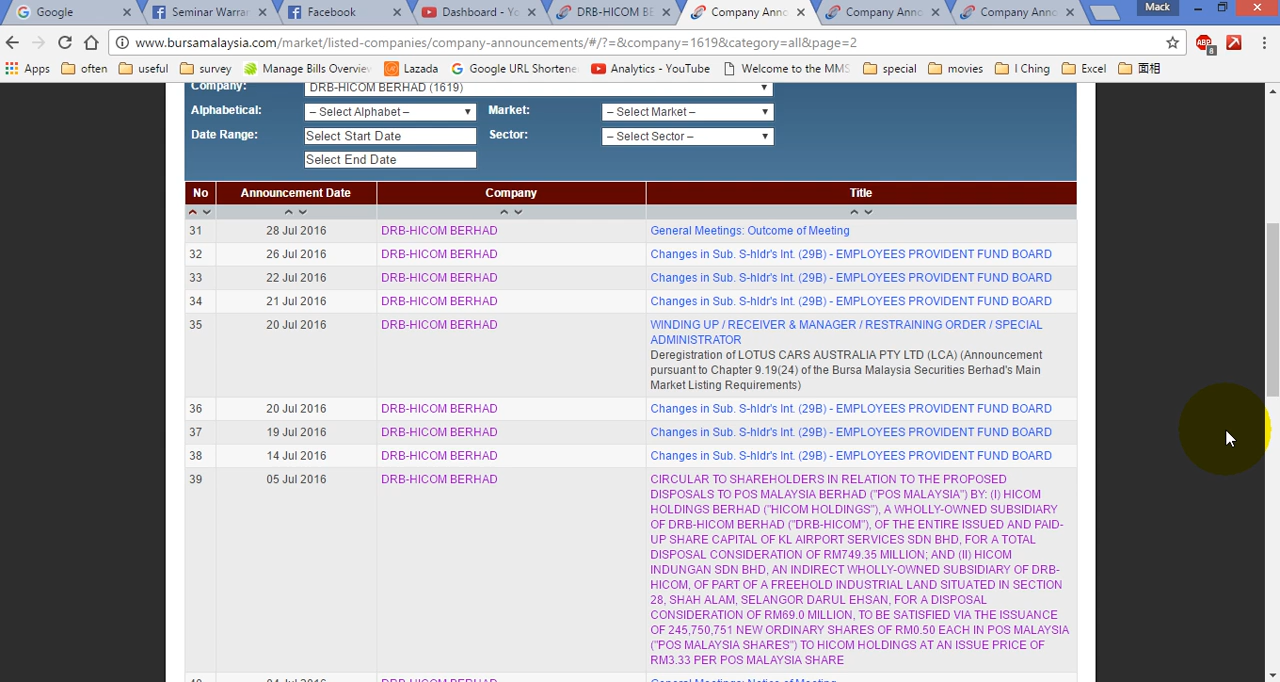 Google
Seminar Warra
Facebook
Dashboard - Yo
DRB-HICOM BE
Company Anno
Company Anno
Company Anno
Mack
www.bursamalaysia.com/market/listed-companies/company-announcements/#/?=&company=1619&category=all&page=2
ABP
8
Apps
often
useful
survey
Manage Bills Overview
Lazada
Google URL Shortene
Analytics - YouTube
Welcome to the MMS
special
movies
I Ching
Excel
面相
Company:
DRB-HICOM BERHAD (1619)
Alphabetical:
-- Select Alphabet --
Market:
-- Select Market --
Date Range:
Select Start Date
Sector:
-- Select Sector --
Select End Date
No Announcement Date Company Title
31 28 Jul 2016 DRB-HICOM BERHAD General Meetings: Outcome of Meeting
32 26 Jul 2016 DRB-HICOM BERHAD Changes in Sub. S-hldr's Int. (29B) - EMPLOYEES PROVIDENT FUND BOARD
33 22 Jul 2016 DRB-HICOM BERHAD Changes in Sub. S-hldr's Int. (29B) - EMPLOYEES PROVIDENT FUND BOARD
34 21 Jul 2016 DRB-HICOM BERHAD Changes in Sub. S-hldr's Int. (29B) - EMPLOYEES PROVIDENT FUND BOARD
35 20 Jul 2016 DRB-HICOM BERHAD WINDING UP / RECEIVER & MANAGER / RESTRAINING ORDER / SPECIAL
ADMINISTRATOR
Deregistration of LOTUS CARS AUSTRALIA PTY LTD (LCA) (Announcement
pursuant to Chapter 9.19(24) of the Bursa Malaysia Securities Berhad's Main
Market Listing Requirements)
36 20 Jul 2016 DRB-HICOM BERHAD Changes in Sub. S-hldr's Int. (29B) - EMPLOYEES PROVIDENT FUND BOARD
37 19 Jul 2016 DRB-HICOM BERHAD Changes in Sub. S-hldr's Int. (29B) - EMPLOYEES PROVIDENT FUND BOARD
38 14 Jul 2016 DRB-HICOM BERHAD Changes in Sub. S-hldr's Int. (29B) - EMPLOYEES PROVIDENT FUND BOARD
39 05 Jul 2016 DRB-HICOM BERHAD CIRCULAR TO SHAREHOLDERS IN RELATION TO THE PROPOSED
DISPOSALS TO POS MALAYSIA BERHAD ("POS MALAYSIA") BY: (I) HICOM
HOLDINGS BERHAD ("HICOM HOLDINGS"), A WHOLLY-OWNED SUBSIDIARY
OF DRB-HICOM BERHAD ("DRB-HICOM"), OF THE ENTIRE ISSUED AND PAID-
UP SHARE CAPITAL OF KL AIRPORT SERVICES SDN BHD, FOR A TOTAL
DISPOSAL CONSIDERATION OF RM749.35 MILLION; AND (II) HICOM
INDUNGAN SDN BHD, AN INDIRECT WHOLLY-OWNED SUBSIDIARY OF DRB-
HICOM, OF PART OF A FREEHOLD INDUSTRIAL LAND SITUATED IN SECTION
28, SHAH ALAM, SELANGOR DARUL EHSAN, FOR A DISPOSAL
CONSIDERATION OF RM69.0 MILLION, TO BE SATISFIED VIA THE ISSUANCE
OF 245,750,751 NEW ORDINARY SHARES OF RM0.50 EACH IN POS MALAYSIA
("POS MALAYSIA SHARES") TO HICOM HOLDINGS AT AN ISSUE PRICE OF
RM3.33 PER POS MALAYSIA SHARE